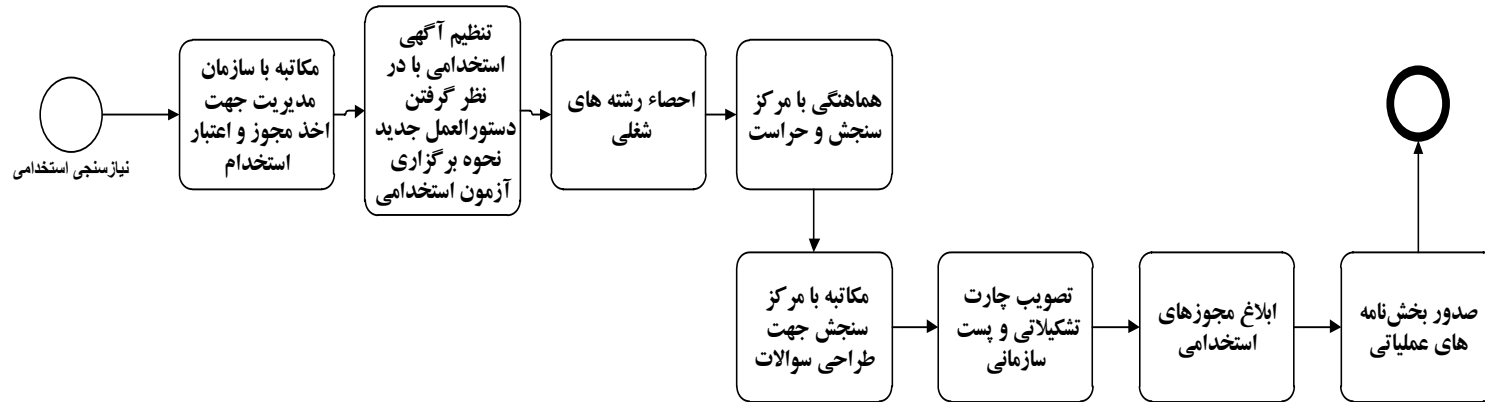 نیازسنجی استخدامی
مکاتبه با سازمان
مدیریت جهت
اخذ مجوز و اعتبار
استخدام
تنظیم آگهی
استخدامی با در
نظر گرفتن
دستورالعمل جدید
نحوه برگزاری
آزمون استخدامی
احصاء رشته های
شغلی
هماهنگی با مرکز
سنجش و حراست
مکاتبه با مرکز
سنجش جهت
طراحی سوالات
تصویب چارت
تشکیلاتی و پست
سازمانی
ابلاغ مجوزهای
استخدامی
صدور بخش‌نامه
های عملیاتی